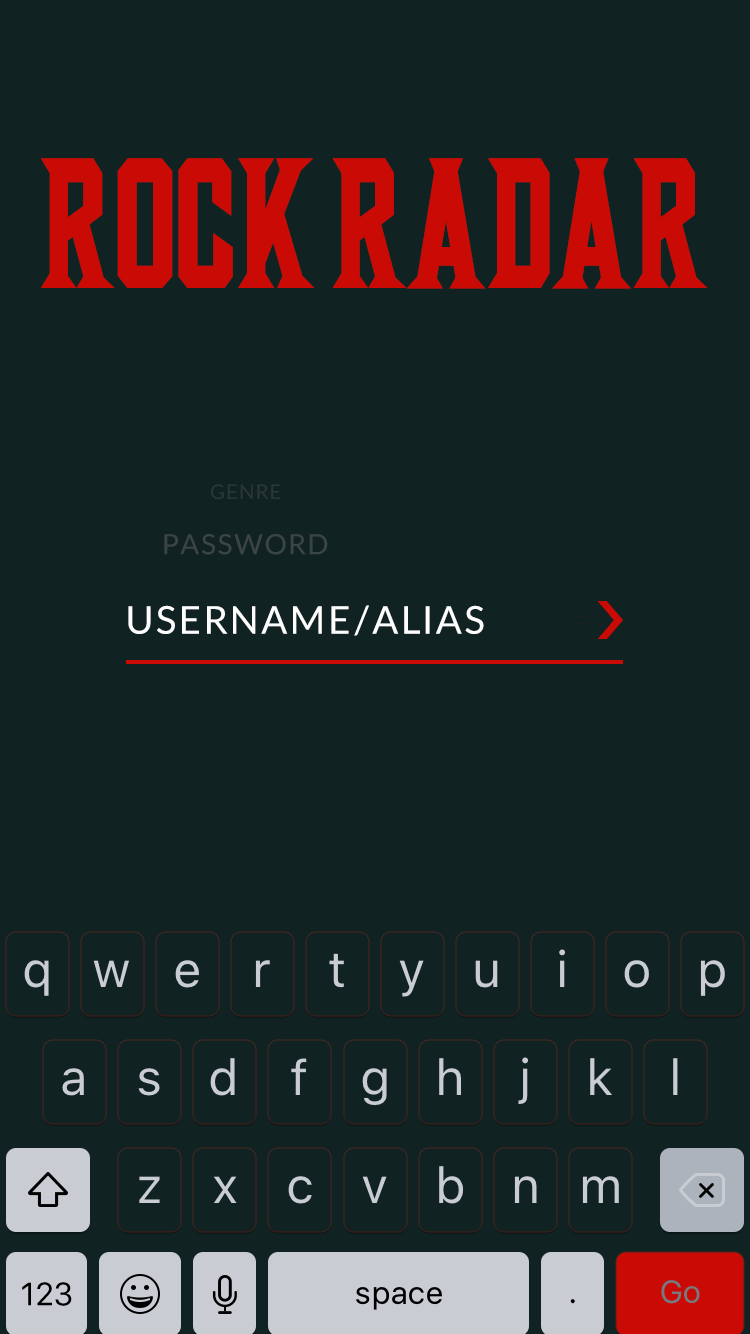 ROCK RADAR
GENRE
PASSWORD
USERNAME/ALIAS
q w e r t y u i o p
a s d f g h j k l
z x c v b n m
123 space . Go